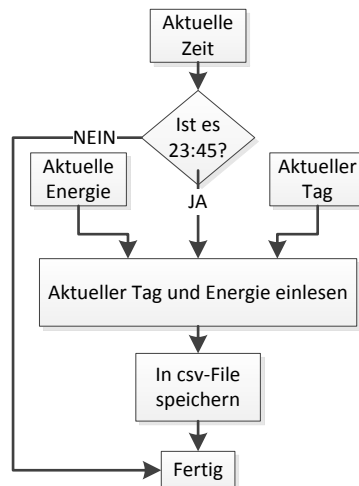 Aktuelle
Zeit
Ist es
23:45?
NEIN
JA
Aktuelle
Energie
Aktueller
Tag
Aktueller Tag und Energie einlesen
In csv-File
speichern
Fertig